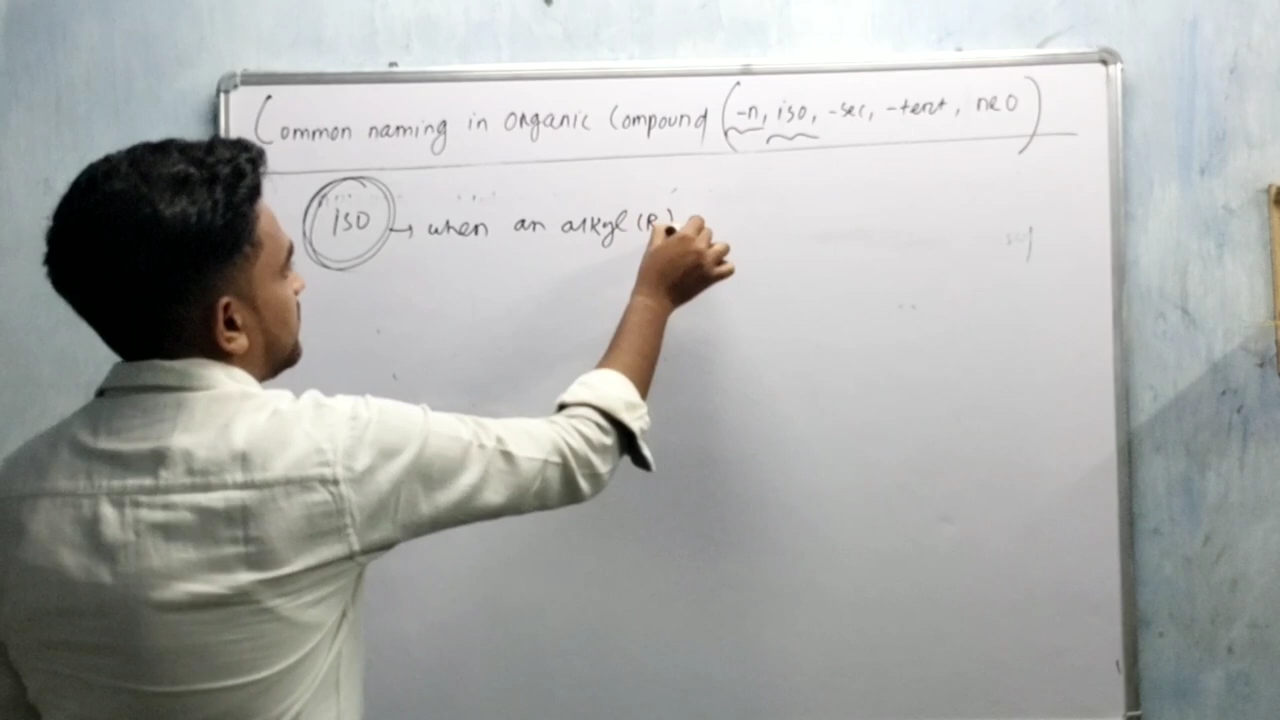 Common naming in organic Compound (-n, iso, -sec, -tert, neo)
iso → when an alkyl (R)